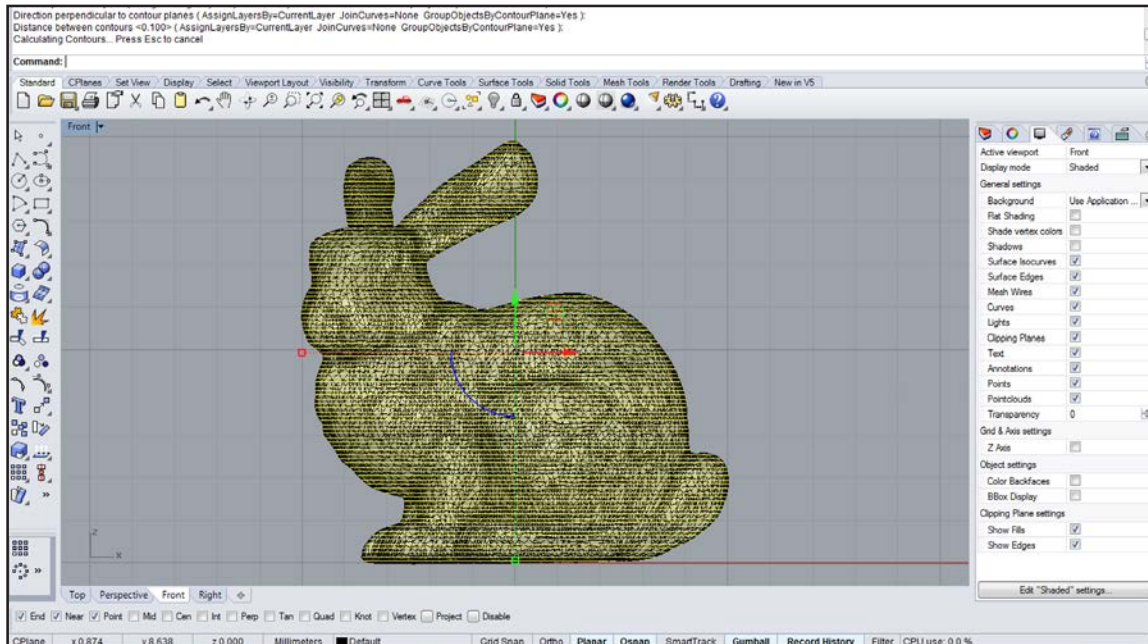 Direction perpendicular to contour planes ( AssignLayersBy=CurrentLayer JoinCurves=None GroupObjectsByContourPlane=Yes ):
Distance between contours <0.100> ( AssignLayersBy=CurrentLayer JoinCurves=None GroupObjectsByContourPlane=Yes ):
Calculating Contours... Press Esc to cancel
Command:
Standard CPlanes Set View Display Select Viewport Layout Visibility Transform Curve Tools Surface Tools Solid Tools Mesh Tools Render Tools Drafting New in V5
Front
Active viewport Front
Display mode Shaded
General settings
Background Use Application ...
Flat Shading
Shade vertex colors
Shadows
Surface Isocurves
Surface Edges
Mesh Wires
Curves
Lights
Clipping Planes
Text
Annotations
Points
Pointclouds
Transparency 0
Grid & Axis settings
Z Axis
Object settings
Color Backfaces
BBox Display
Clipping Plane settings
Show Fills
Show Edges
Edit "Shaded" settings...
z
x
Top Perspective Front Right
End Near Point Mid Cen Int Perp Tan Quad Knot Vertex Project Disable
CPlane x 0.874 y 8.638 z 0.000 Millimeters Default Grid Snap Ortho Planar Osnap SmartTrack Gumball Record History Filter CPU use: 0.0 %